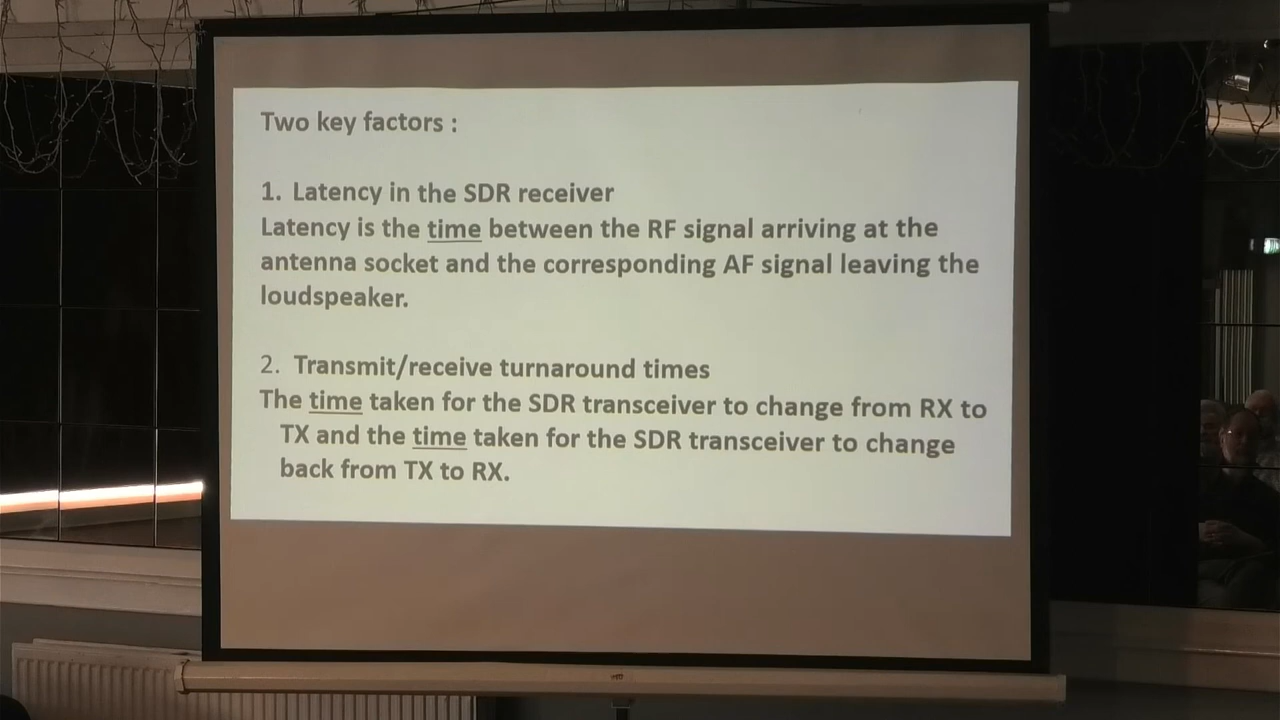 Two key factors :
1. Latency in the SDR receiver
Latency is the time between the RF signal arriving at the
antenna socket and the corresponding AF signal leaving the
loudspeaker.
2. Transmit/receive turnaround times
The time taken for the SDR transceiver to change from RX to
TX and the time taken for the SDR transceiver to change
back from TX to RX.